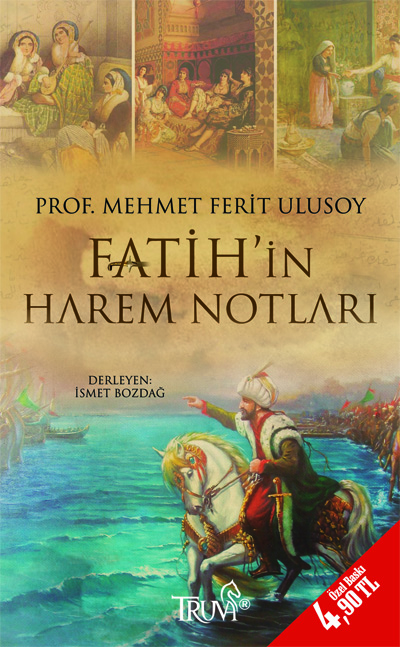 PROF. MEHMET FERİT ULUSOY
FATİH'İN
HAREM NOTLARI
DERLEYEN:
İSMET BOZDAĞ
Özel Baskı
4,90 TL
TRUVA®